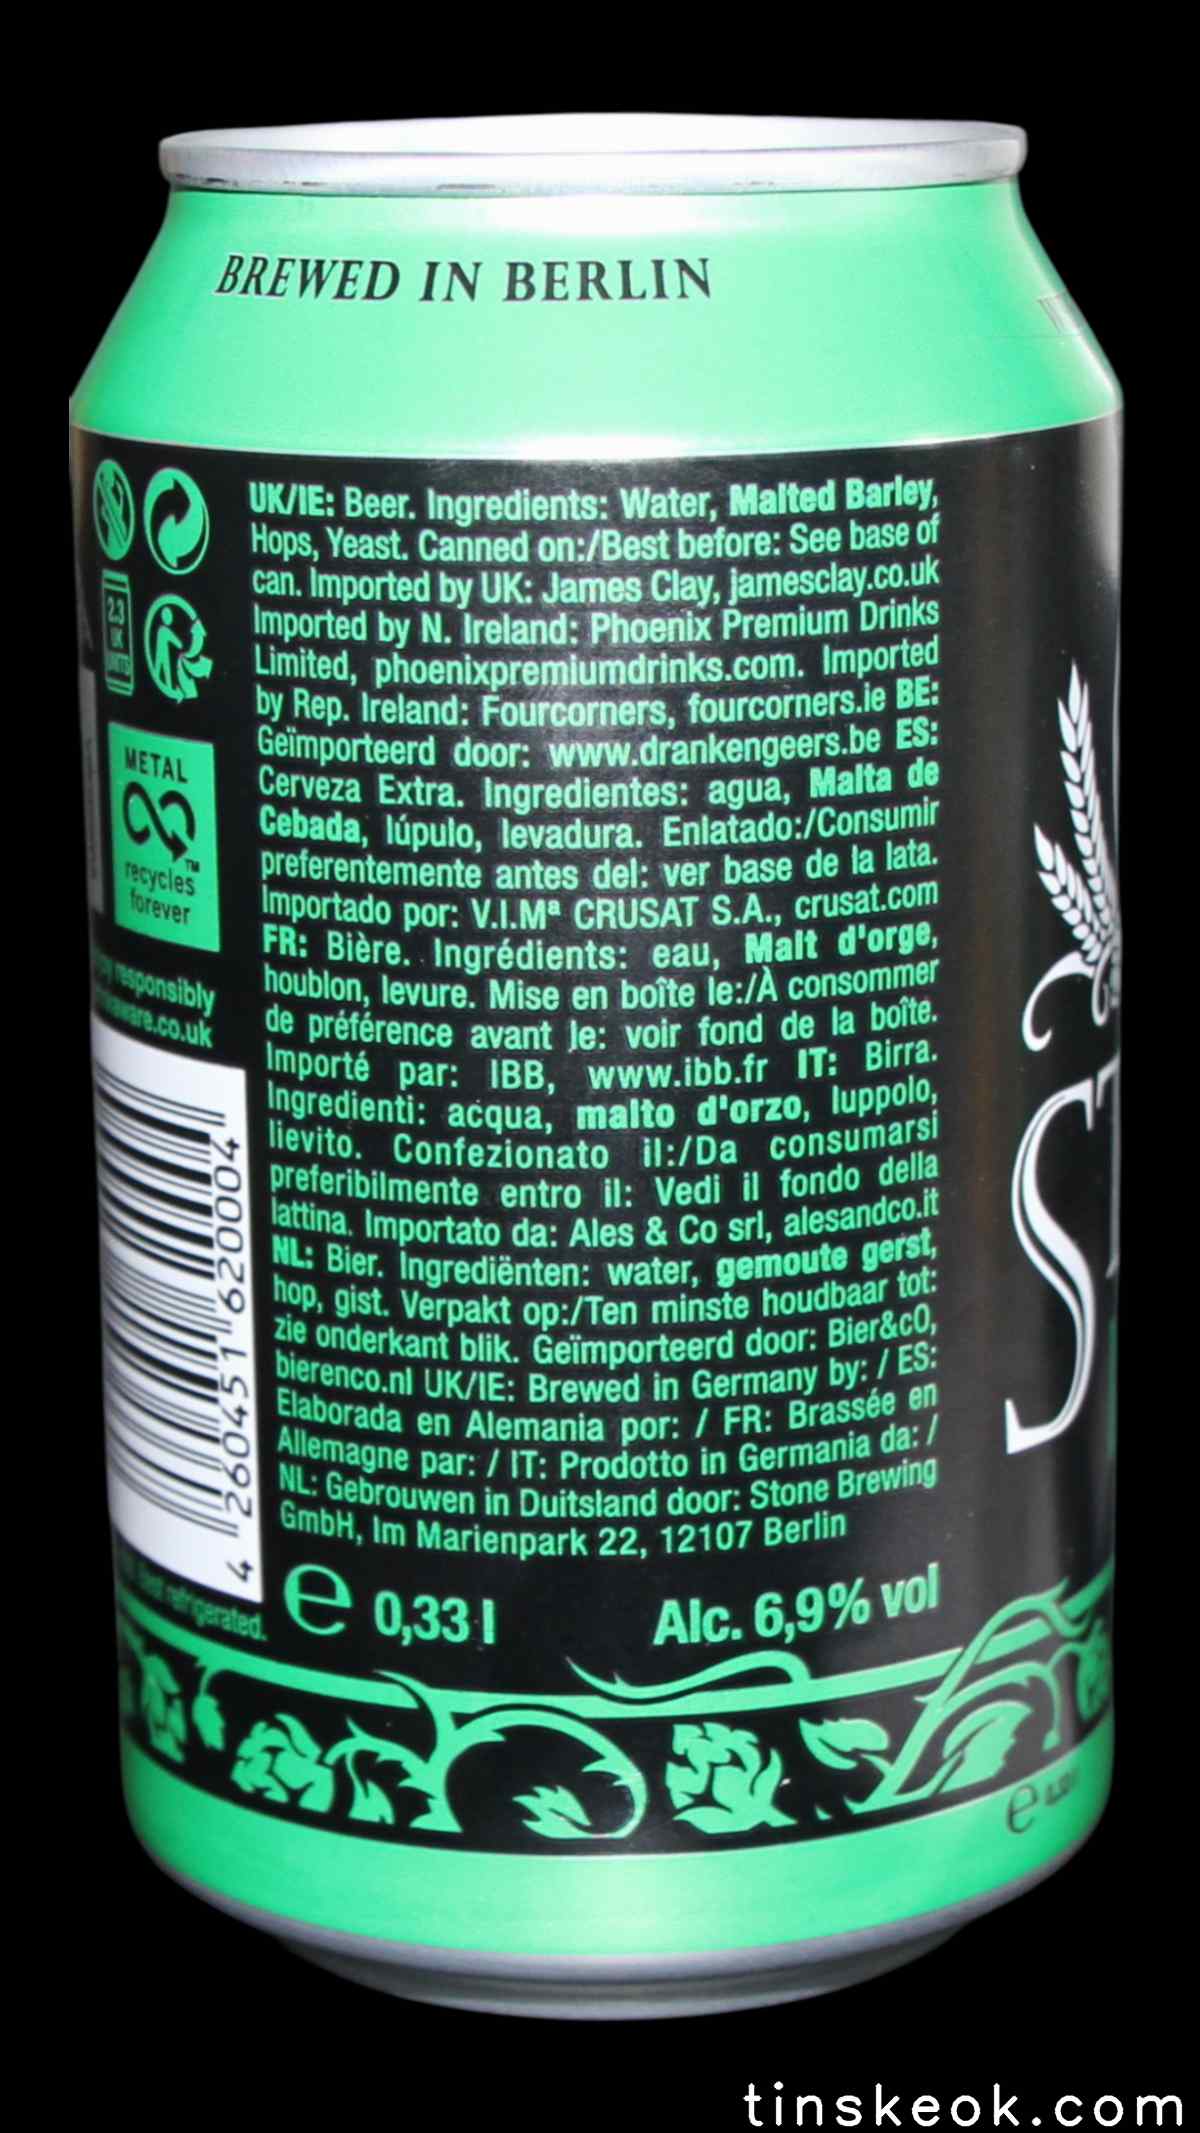 BREWED IN BERLIN
UK/IE: Beer. Ingredients: Water, Malted Barley,
Hops, Yeast. Canned on:/Best before: See base of
can. Imported by UK: James Clay, jamesclay.co.uk
Imported by N. Ireland: Phoenix Premium Drinks
Limited, phoenixpremiumdrinks.com. Imported
by Rep. Ireland: Fourcorners, fourcorners.ie BE:
Geïmporteerd door: www.drankengeers.be ES:
Cerveza Extra. Ingredientes: agua, Malta de
Cebada, lúpulo, levadura. Enlatado:/Consumir
preferentemente antes del: ver base de la lata.
Importado por: V.I.Mª CRUSAT S.A., crusat.com
FR: Bière. Ingrédients: eau, Malt d'orge,
houblon, levure. Mise en boîte le:/À consommer
de préférence avant le: voir fond de la boîte.
Importé par: IBB, www.ibb.fr IT: Birra.
Ingredienti: acqua, malto d'orzo, luppolo,
lievito. Confezionato il:/Da consumarsi
preferibilmente entro il: Vedi il fondo della
lattina. Importato da: Ales & Co srl, alesandco.it
NL: Bier. Ingrediënten: water, gemoute gerst,
hop, gist. Verpakt op:/Ten minste houdbaar tot:
zie onderkant blik. Geïmporteerd door: Bier&cO,
bierenco.nl UK/IE: Brewed in Germany by: / ES:
Elaborada en Alemania por: / FR: Brassée en
Allemagne par: / IT: Prodotto in Germania da: /
NL: Gebrouwen in Duitsland door: Stone Brewing
GmbH, Im Marienpark 22, 12107 Berlin
e 0,33 l Alc. 6,9% vol
2.3
UK
UNITS
METAL
recycles
forever
TM
responsibly
.co.uk
4 260451 620004
refrigerated.
ST
e
tinskeok.com